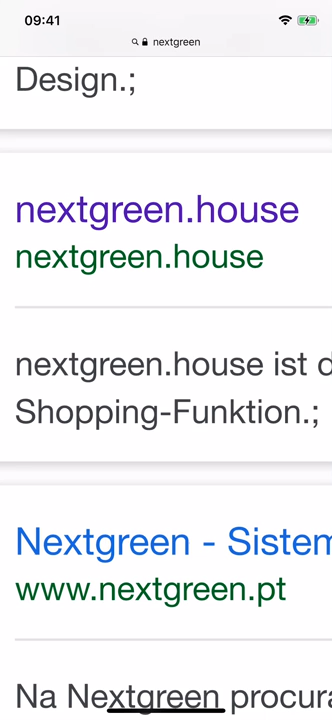 09:41
nextgreen
Design.;
nextgreen.house
nextgreen.house
nextgreen.house ist d
Shopping-Funktion.;
Nextgreen - Sistem
www.nextgreen.pt
Na Nextgreen procura